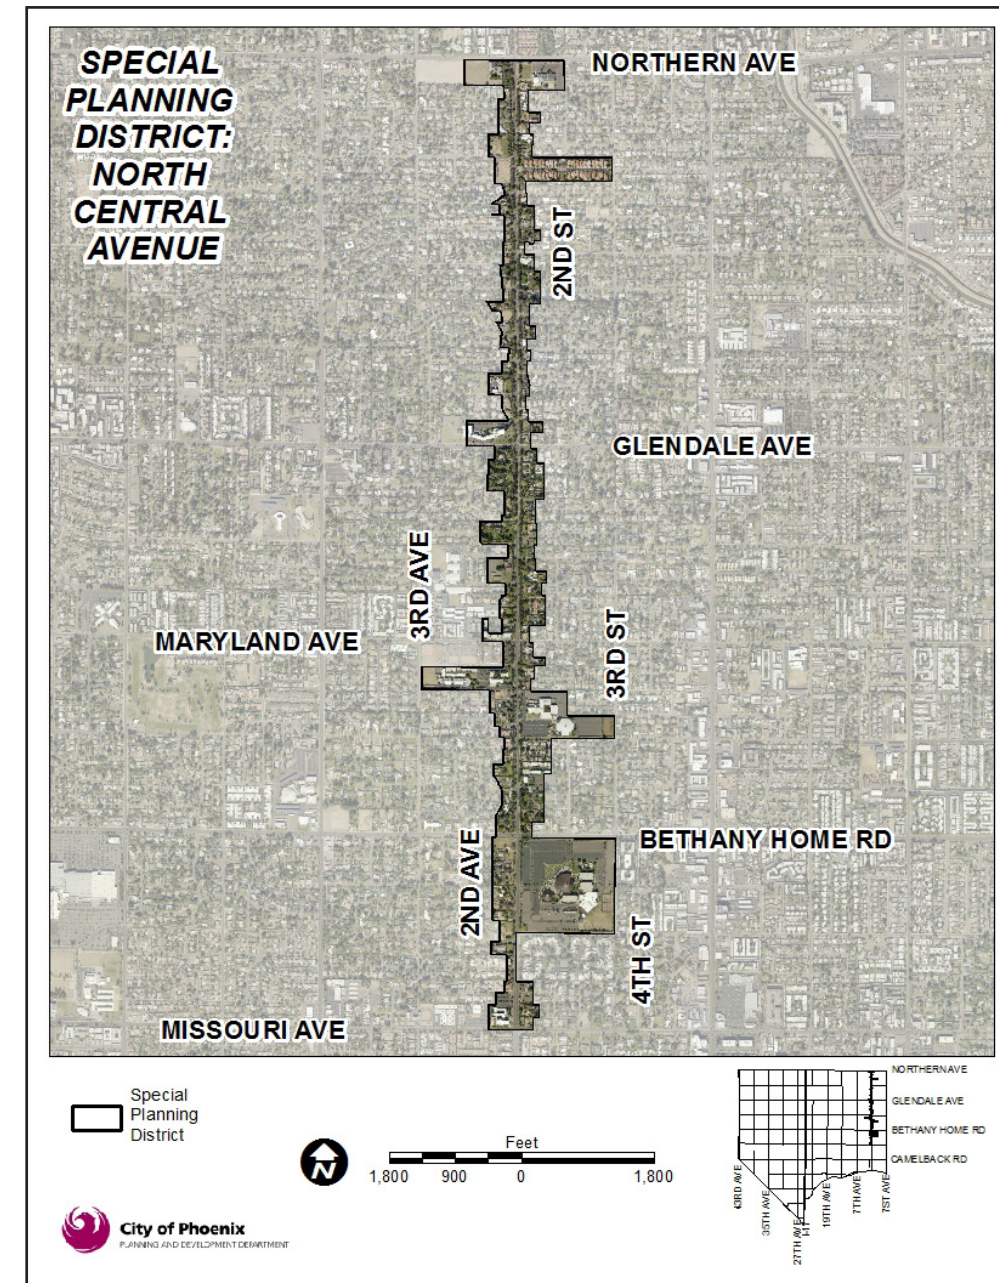 SPECIAL
PLANNING
DISTRICT:
NORTH
CENTRAL
AVENUE
NORTHERN AVE
2ND ST
GLENDALE AVE
3RD AVE
MARYLAND AVE
3RD ST
BETHANY HOME RD
2ND AVE
4TH ST
MISSOURI AVE
Special
Planning
District
N
Feet
1,800 900 0 1,800
City of Phoenix
PLANNING AND DEVELOPMENT DEPARTMENT
NORTHERN AVE
GLENDALE AVE
BETHANY HOME RD
CAMELBACK RD
43RD AVE
35TH AVE
27TH AVE
I-17
19TH AVE
7TH AVE
7ST AVE